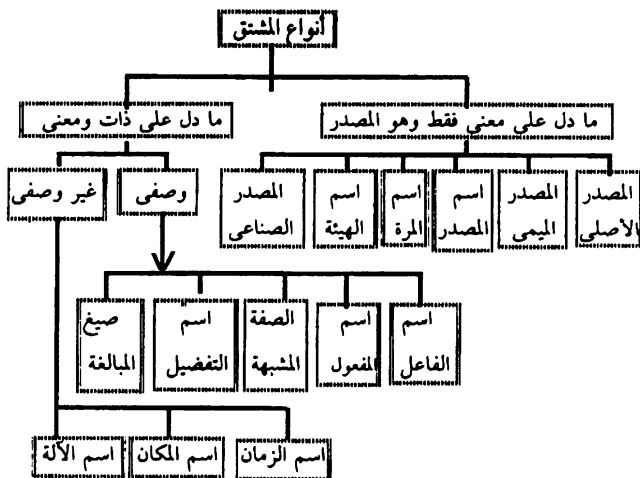 أنواع المشتق
ما دل على معنى فقط وهو المصدر
ما دل على ذات ومعنى
المصدر
الأصلي
المصدر
الميمى
اسم
المصدر
اسم
المرة
اسم
الهيئة
المصدر
الصناعى
وصفى
غير وصفى
اسم
الفاعل
اسم
المفعول
الصفة
المشبهة
اسم
التفضيل
صيغ
المبالغة
اسم الزمان
اسم المكان
اسم الآلة